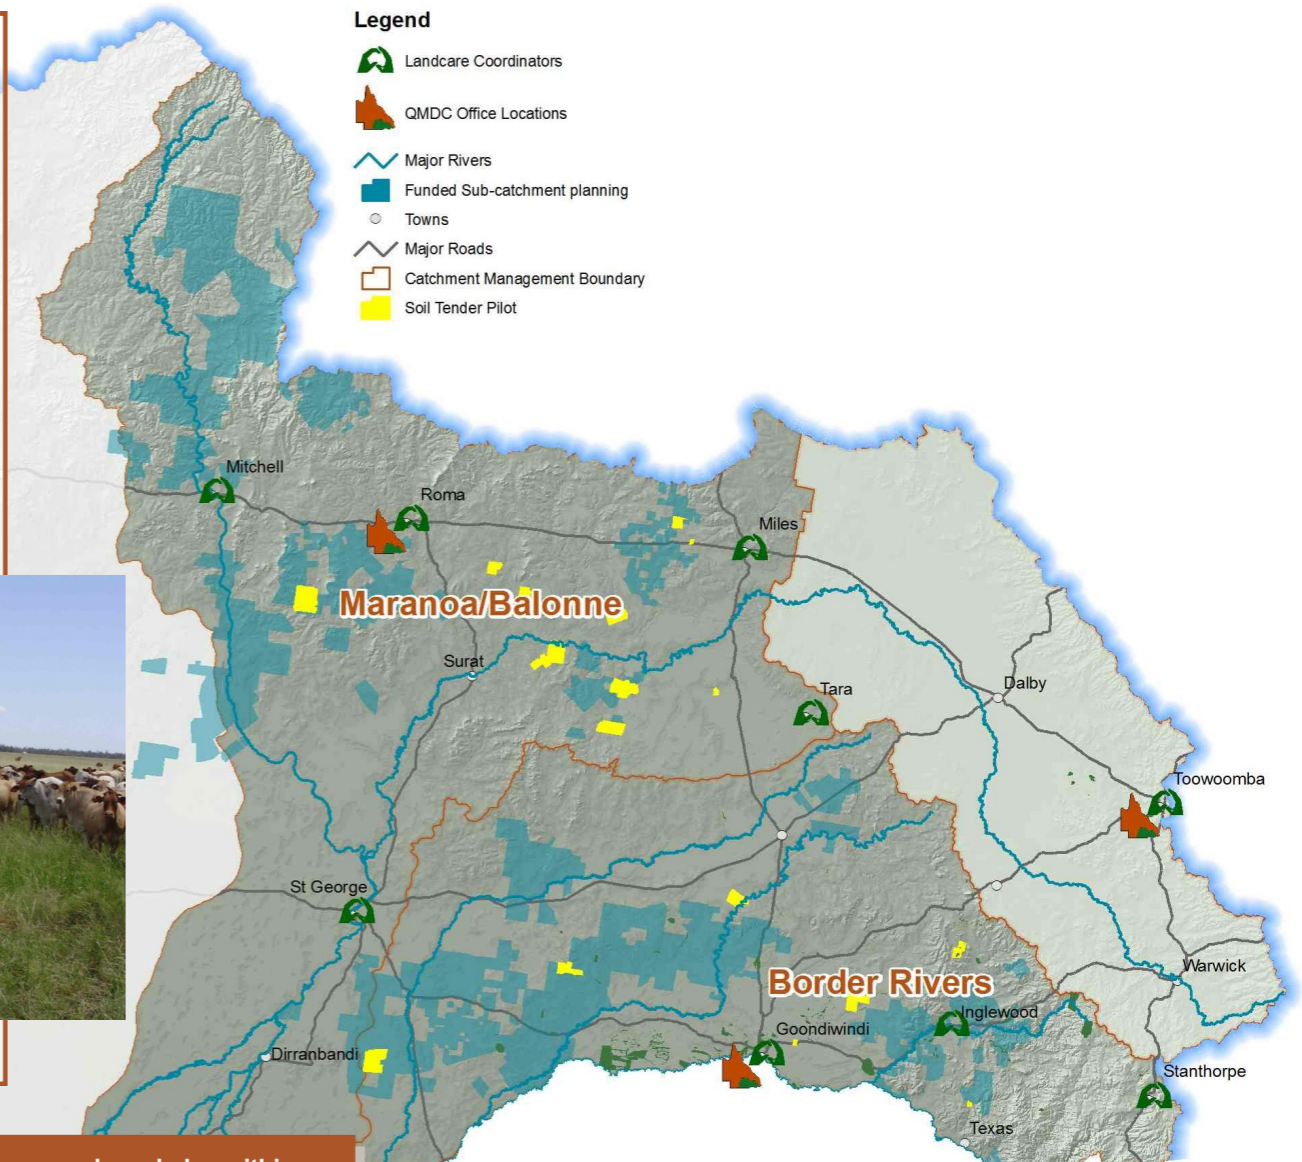 Legend
Landcare Coordinators
QMDC Office Locations
Major Rivers
Funded Sub-catchment planning
Towns
Major Roads
Catchment Management Boundary
Soil Tender Pilot
Mitchell
Roma
Miles
Maranoa/Balonne
Surat
Tara
Dalby
Toowoomba
St George
Border Rivers
Warwick
Inglewood
Goondiwindi
Dirranbandi
Stanthorpe
Texas